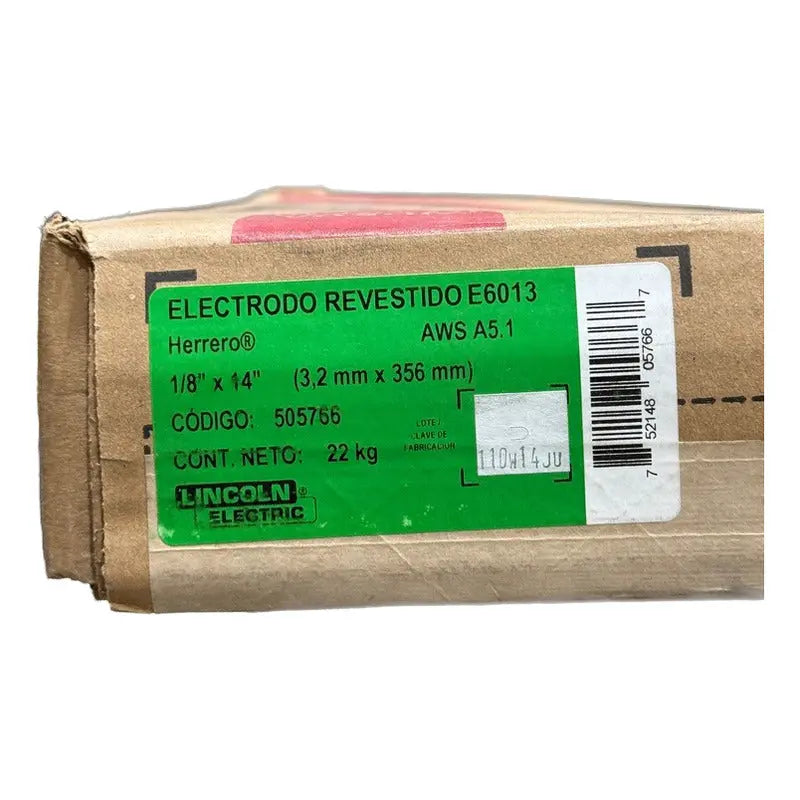 ELECTRODO REVESTIDO E6013
Herrero® AWS A5.1
1/8" x 14" (3,2 mm x 356 mm)
CÓDIGO: 505766
LOTE /
CLAVE DE
FABRICACIÓN
110W14JU
CONT. NETO: 22 kg
LINCOLN®
ELECTRIC
7 52148 05766 7